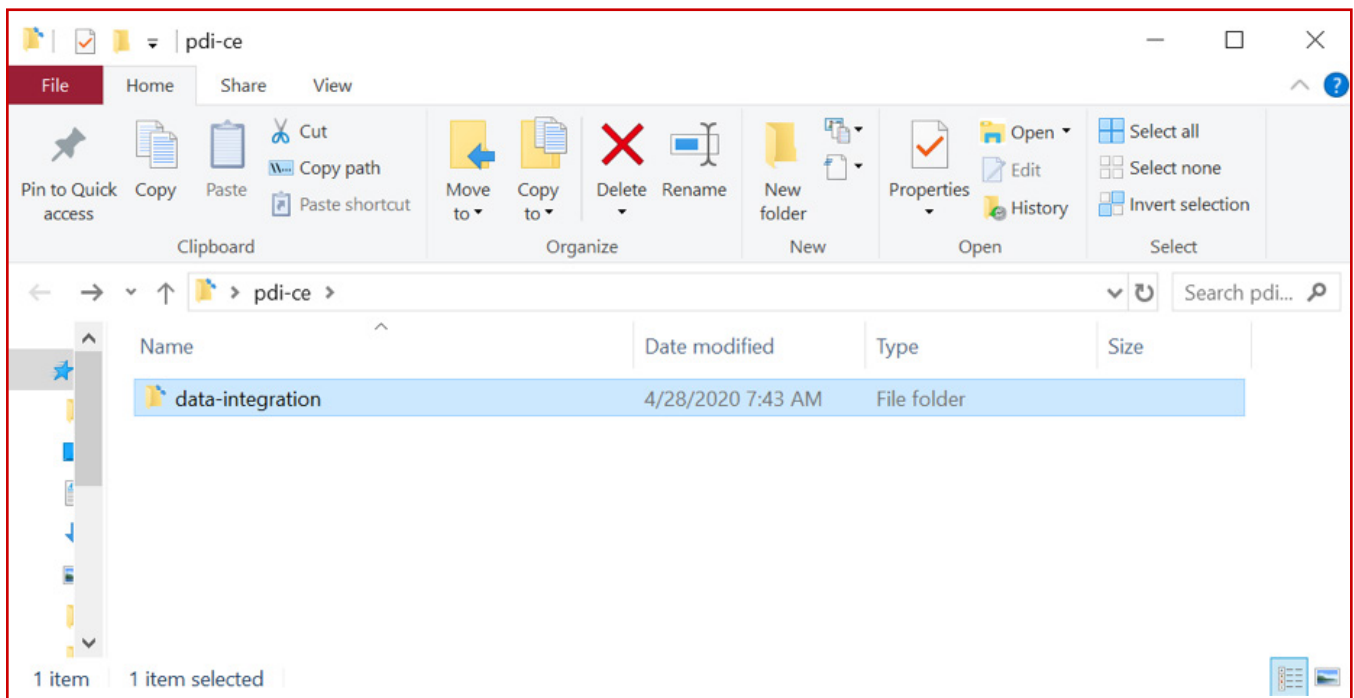 pdi-ce
File Home Share View
Pin to Quick access
Copy
Paste
Cut
Copy path
Paste shortcut
Clipboard
Move to
Copy to
Delete
Rename
Organize
New folder
New
Properties
Open
Edit
History
Open
Select all
Select none
Invert selection
Select
pdi-ce
Search pdi...
Name Date modified Type Size
data-integration 4/28/2020 7:43 AM File folder
1 item 1 item selected